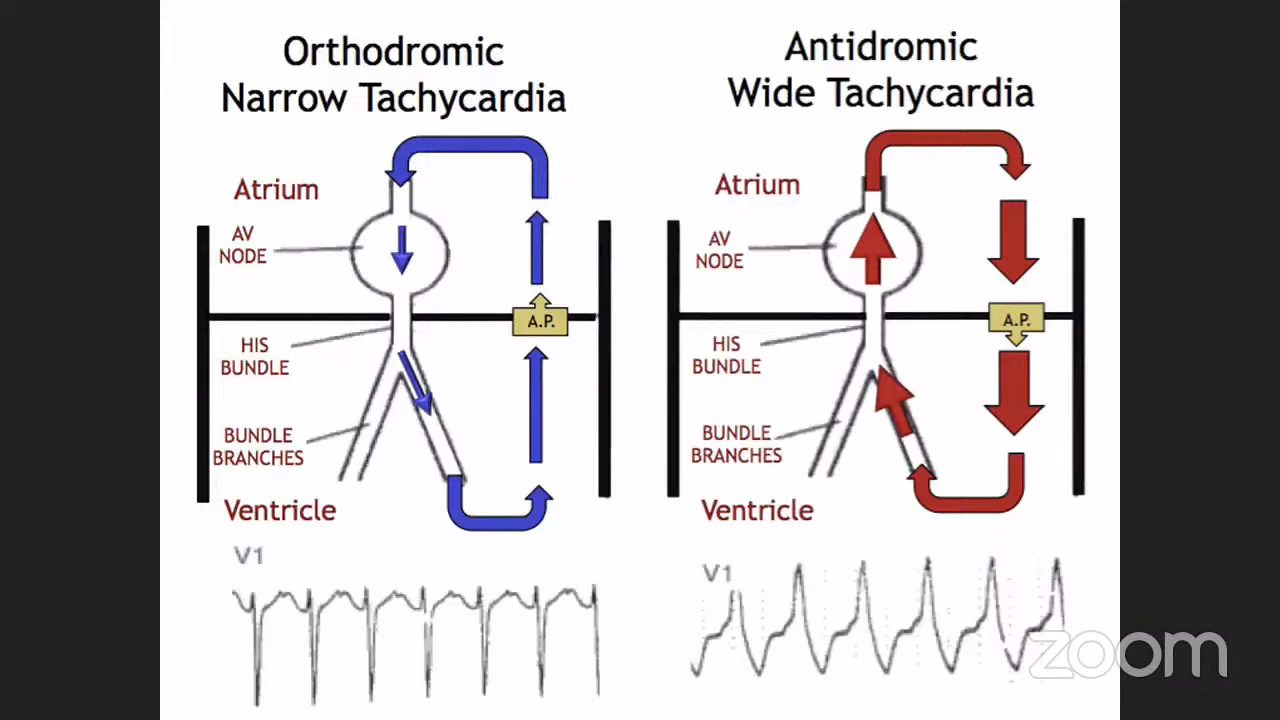 Orthodromic
Narrow Tachycardia
Atrium
AV
NODE
A.P.
HIS
BUNDLE
BUNDLE
BRANCHES
Ventricle
V1
Antidromic
Wide Tachycardia
Atrium
AV
NODE
A.P.
HIS
BUNDLE
BUNDLE
BRANCHES
Ventricle
V1
zoom